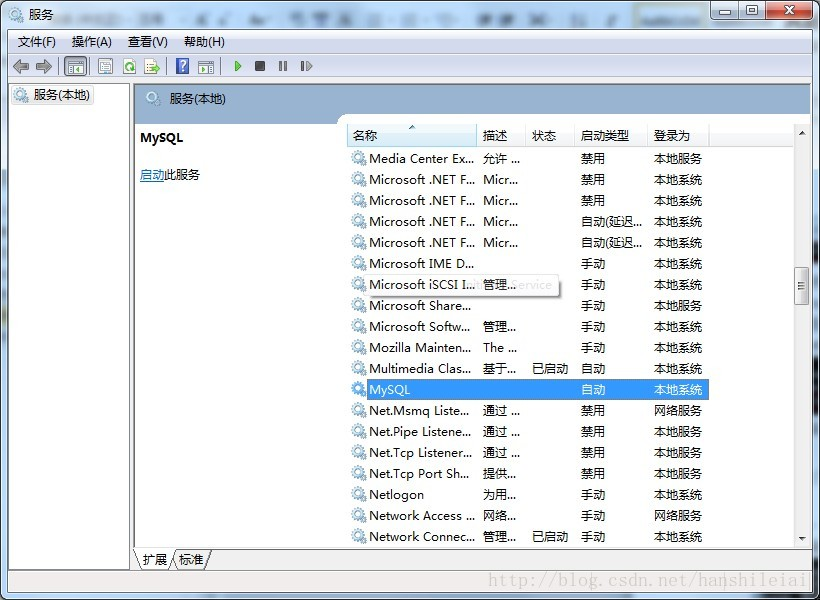 服务
文件(F) 操作(A) 查看(V) 帮助(H)
服务(本地)
服务(本地)
MySQL
启动此服务
名称 描述 状态 启动类型 登录为
Media Center Ex... 允许 ... 禁用 本地服务
Microsoft .NET F... Micr... 禁用 本地系统
Microsoft .NET F... Micr... 禁用 本地系统
Microsoft .NET F... Micr... 自动(延迟... 本地系统
Microsoft .NET F... Micr... 自动(延迟... 本地系统
Microsoft IME D... 手动 本地系统
Microsoft iSCSI I... 管理... Service 手动 本地系统
Microsoft Share... 手动 本地服务
Microsoft Softw... 管理... 手动 本地系统
Mozilla Mainten... The ... 手动 本地系统
Multimedia Clas... 基于... 已启动 自动 本地系统
MySQL 自动 本地系统
Net.Msmq Liste... 通过 ... 禁用 网络服务
Net.Pipe Listene... 通过 ... 禁用 本地服务
Net.Tcp Listener... 通过 ... 禁用 本地服务
Net.Tcp Port Sh... 提供... 禁用 本地服务
Netlogon 为用... 手动 本地系统
Network Access ... 网络... 手动 网络服务
Network Connec... 管理... 已启动 手动 本地系统
扩展 标准
http://blog.csdn.net/hanshileiai